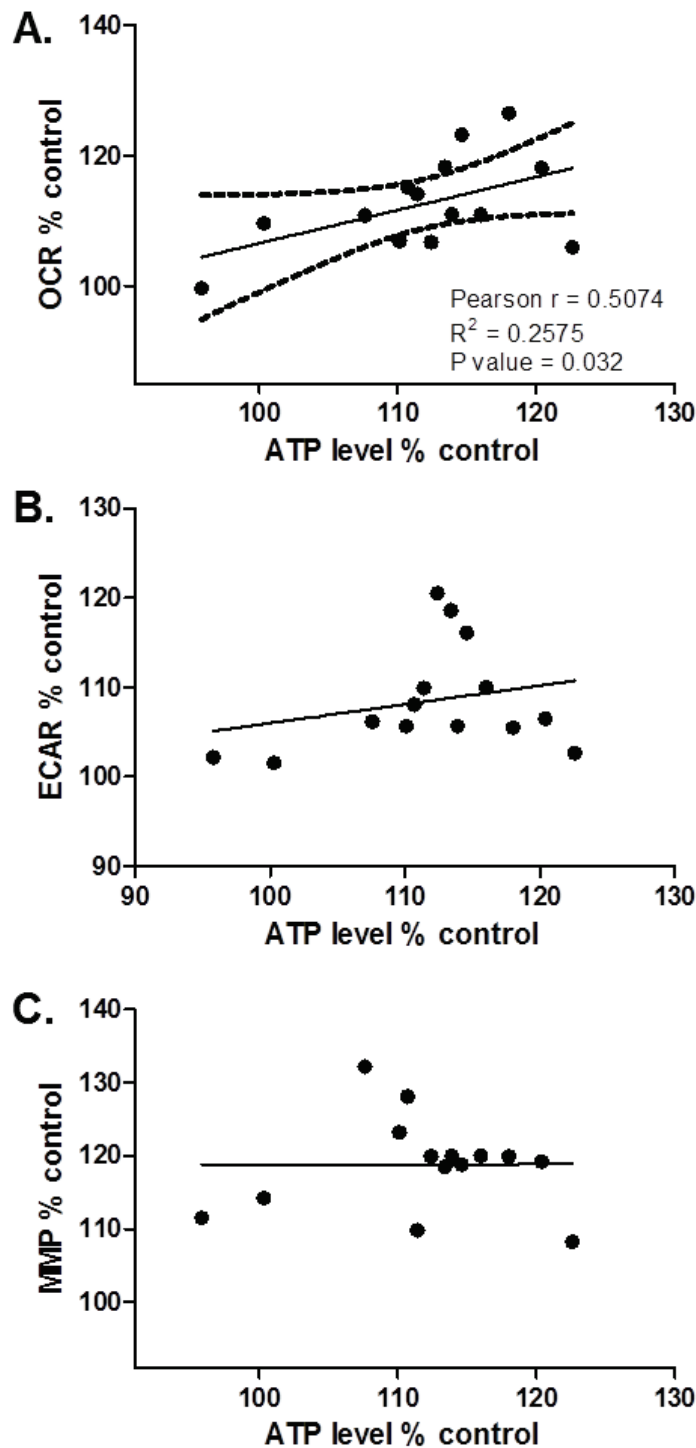 A.
140
120
100
OCR % control
Pearson r = 0.5074
R² = 0.2575
P value = 0.032
100 110 120 130
ATP level % control
B.
130
120
110
100
90
ECAR % control
90 100 110 120 130
ATP level % control
C.
140
130
120
110
100
MMP % control
100 110 120 130
ATP level % control